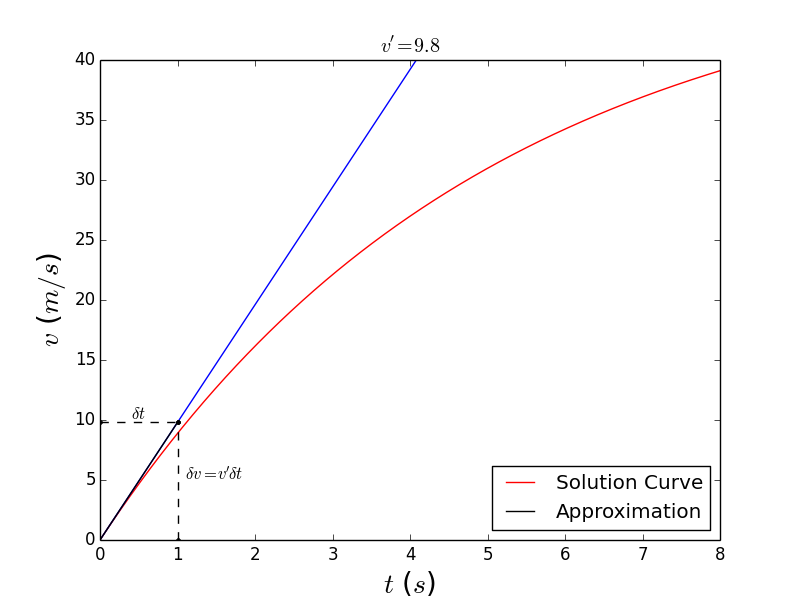 v′=9.8
40
35
30
25
20
15
10
5
0
v (m/s)
δt
δv=v′δt
Solution Curve
Approximation
0 1 2 3 4 5 6 7 8
t (s)